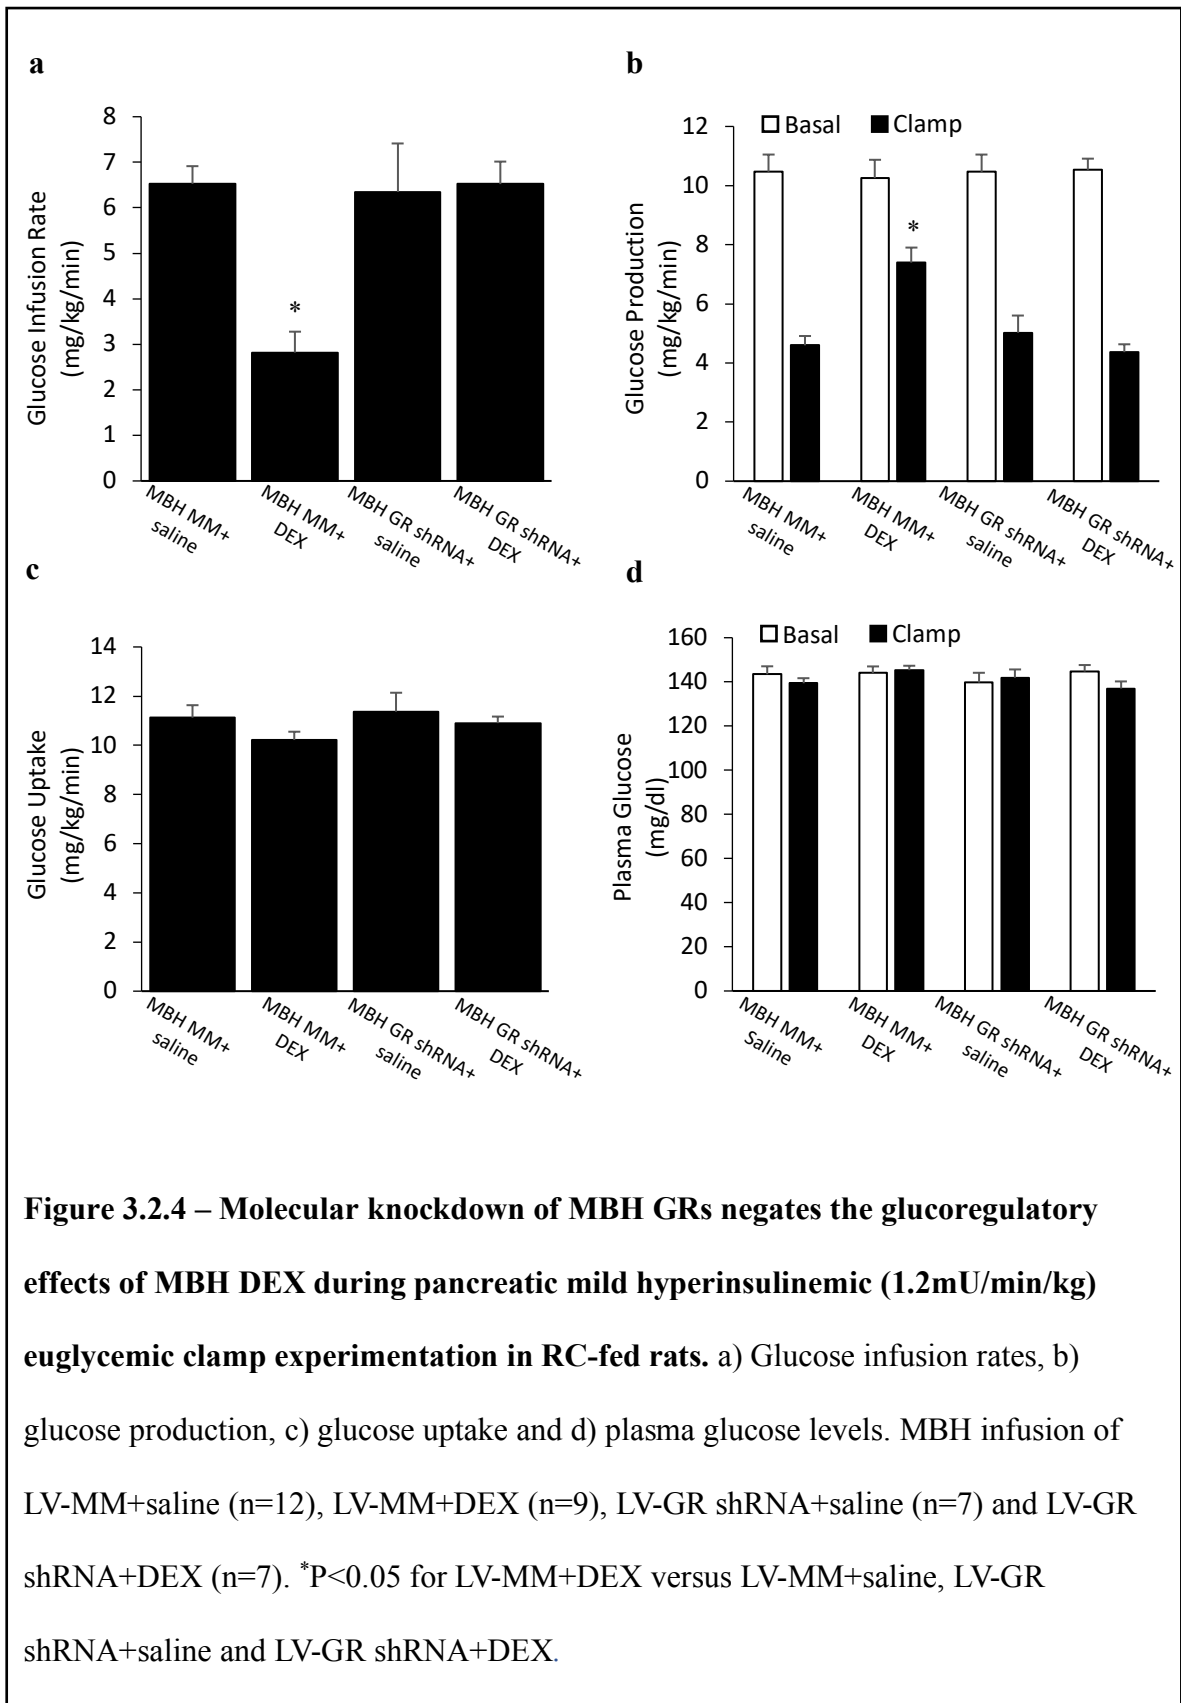 a
Glucose Infusion Rate
(mg/kg/min)
8
7
6
5
4
3
2
1
0
*
MBH MM+
saline
MBH MM+
DEX
MBH GR shRNA+
saline
MBH GR shRNA+
DEX
b
Basal Clamp
Glucose Production
(mg/kg/min)
12
10
8
6
4
2
0
*
MBH MM+
saline
MBH MM+
DEX
MBH GR shRNA+
saline
MBH GR shRNA+
DEX
c
Glucose Uptake
(mg/kg/min)
14
12
10
8
6
4
2
0
MBH MM+
saline
MBH MM+
DEX
MBH GR shRNA+
saline
MBH GR shRNA+
DEX
d
Basal Clamp
Plasma Glucose
(mg/dl)
160
140
120
100
80
60
40
20
0
MBH MM+
Saline
MBH MM+
DEX
MBH GR shRNA+
saline
MBH GR shRNA+
DEX
Figure 3.2.4 – Molecular knockdown of MBH GRs negates the glucoregulatory
effects of MBH DEX during pancreatic mild hyperinsulinemic (1.2mU/min/kg)
euglycemic clamp experimentation in RC-fed rats. a) Glucose infusion rates, b)
glucose production, c) glucose uptake and d) plasma glucose levels. MBH infusion of
LV-MM+saline (n=12), LV-MM+DEX (n=9), LV-GR shRNA+saline (n=7) and LV-GR
shRNA+DEX (n=7). *P<0.05 for LV-MM+DEX versus LV-MM+saline, LV-GR
shRNA+saline and LV-GR shRNA+DEX.